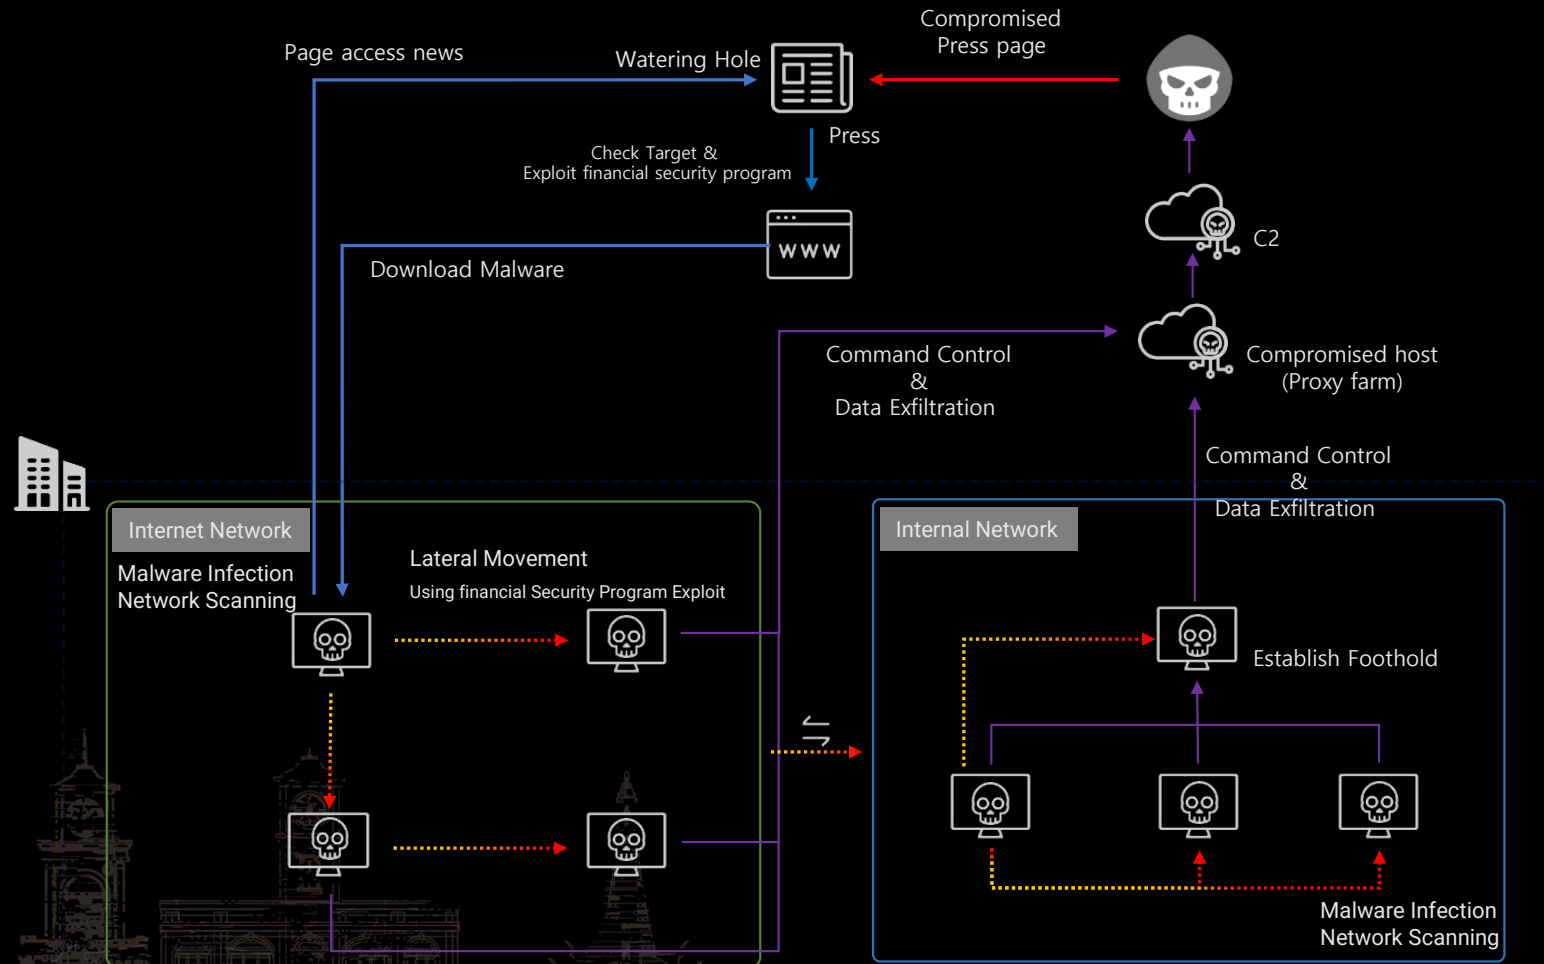 Compromised
Press page
Page access news
Watering Hole
Press
Check Target &
Exploit financial security program
WWW
C2
Download Malware
Command Control
&
Data Exfiltration
Compromised host
(Proxy farm)
Command Control
&
Data Exfiltration
Internet Network
Malware Infection
Network Scanning
Lateral Movement
Using financial Security Program Exploit
Internal Network
Establish Foothold
Malware Infection
Network Scanning